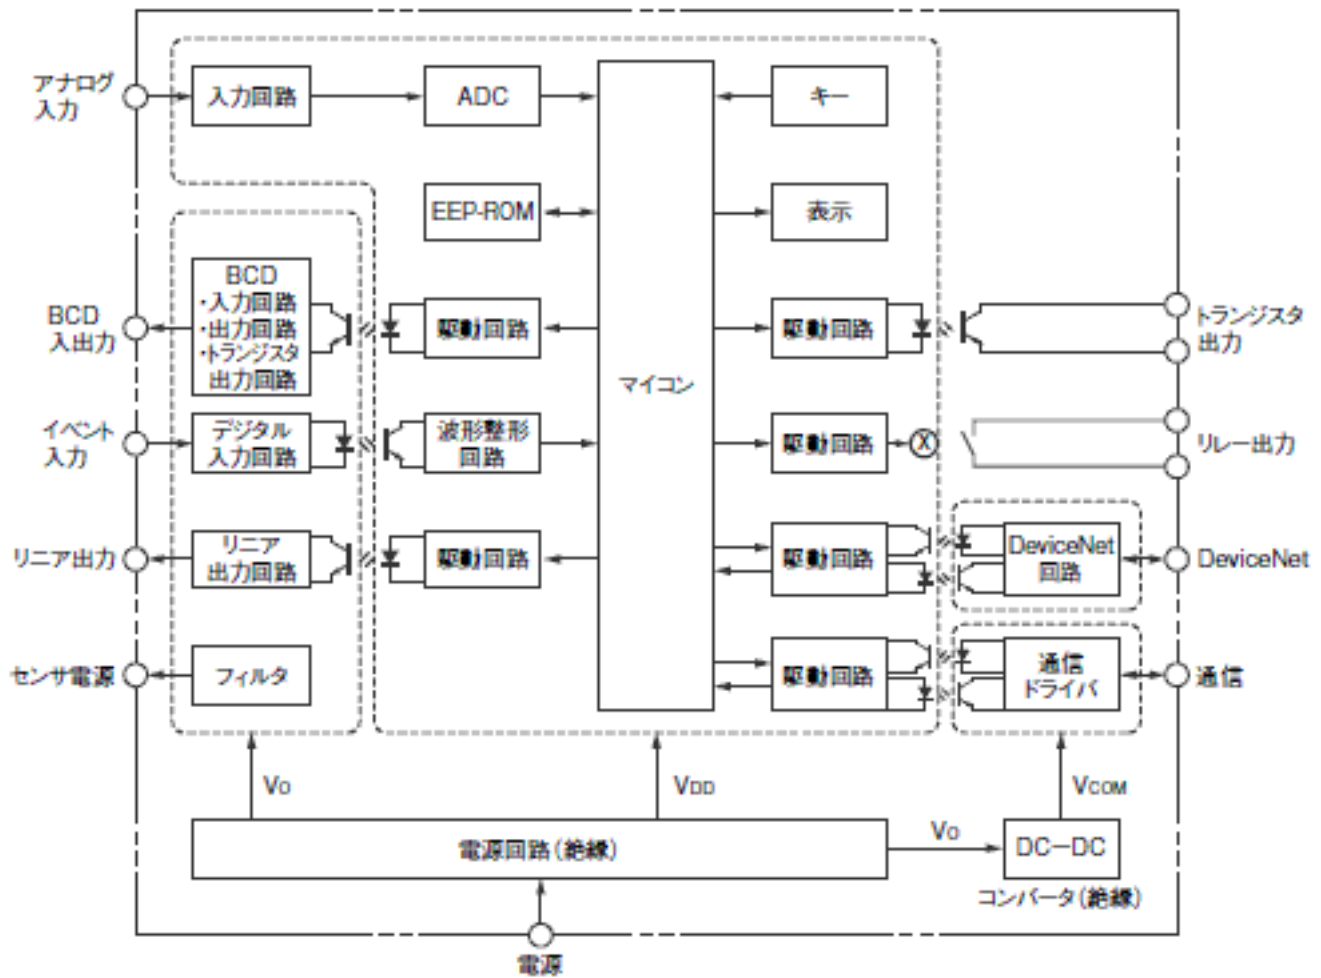 アナログ
入力
入力回路
ADC
キー
EEP-ROM
表示
BCD
入出力
BCD
・入力回路
・出力回路
・トランジスタ
出力回路
駆動回路
マイコン
駆動回路
トランジスタ
出力
イベント
入力
デジタル
入力回路
波形整形
回路
駆動回路
X
リレー出力
リニア出力
リニア
出力回路
駆動回路
駆動回路
DeviceNet
回路
DeviceNet
センサ電源
フィルタ
駆動回路
通信
ドライバ
通信
VO
VDD
VCOM
電源回路(絶縁)
VO
DC－DC
コンバータ(絶縁)
電源